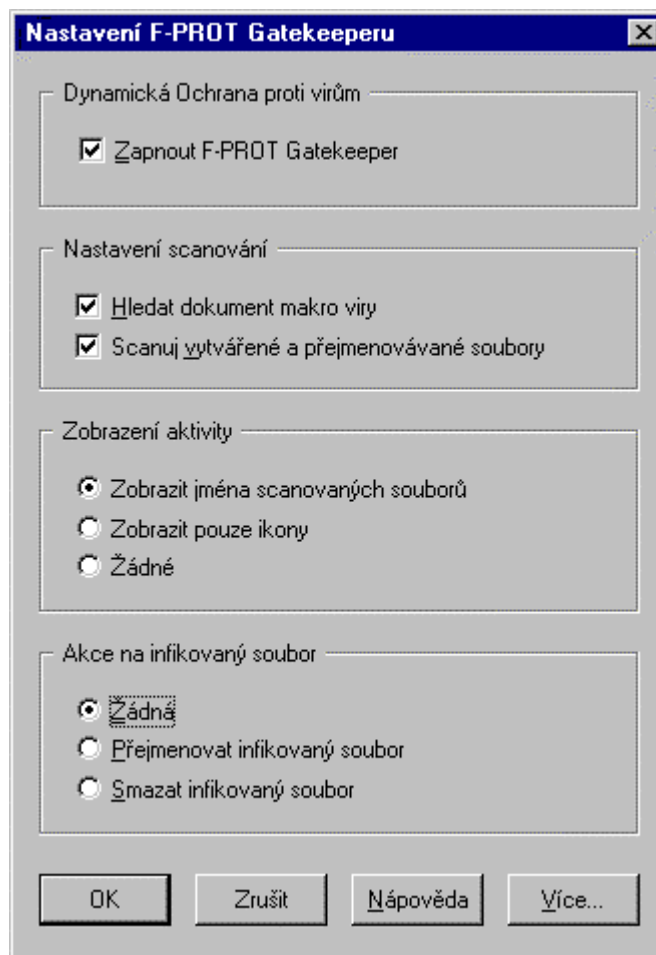 Nastavení F-PROT Gatekeeperu
Dynamická Ochrana proti virům
Zapnout F-PROT Gatekeeper
Nastavení scanování
Hledat dokument makro viry
Scanuj vytvářené a přejmenovávané soubory
Zobrazení aktivity
Zobrazit jména scanovaných souborů
Zobrazit pouze ikony
Žádné
Akce na infikovaný soubor
Žádná
Přejmenovat infikovaný soubor
Smazat infikovaný soubor
OK Zrušit Nápověda Více...